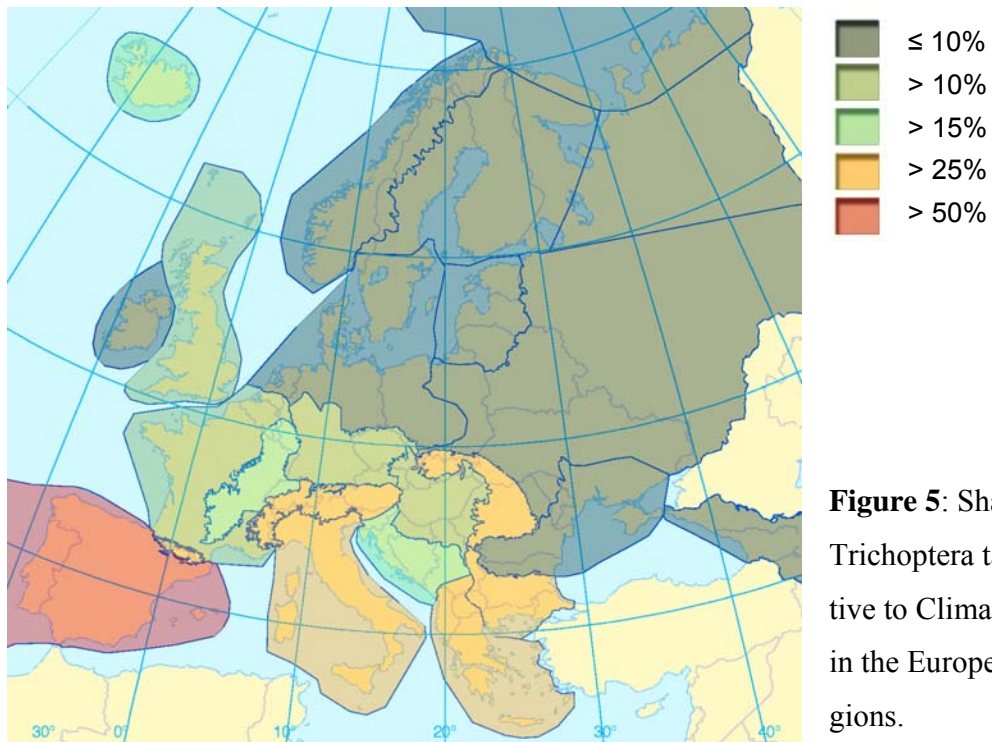 ≤ 10%
> 10%
> 15%
> 25%
> 50%
Figure 5: Sha
Trichoptera t
tive to Clima
in the Europe
gions.
30° 0° 10° 20° 30° 40°